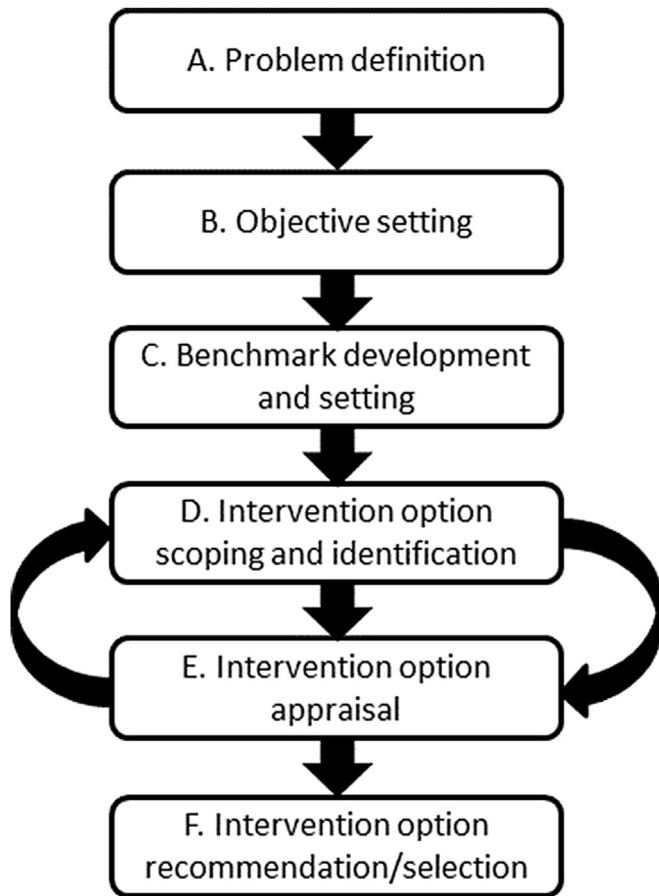 A. Problem definition
B. Objective setting
C. Benchmark development
and setting
D. Intervention option
scoping and identification
E. Intervention option
appraisal
F. Intervention option
recommendation/selection